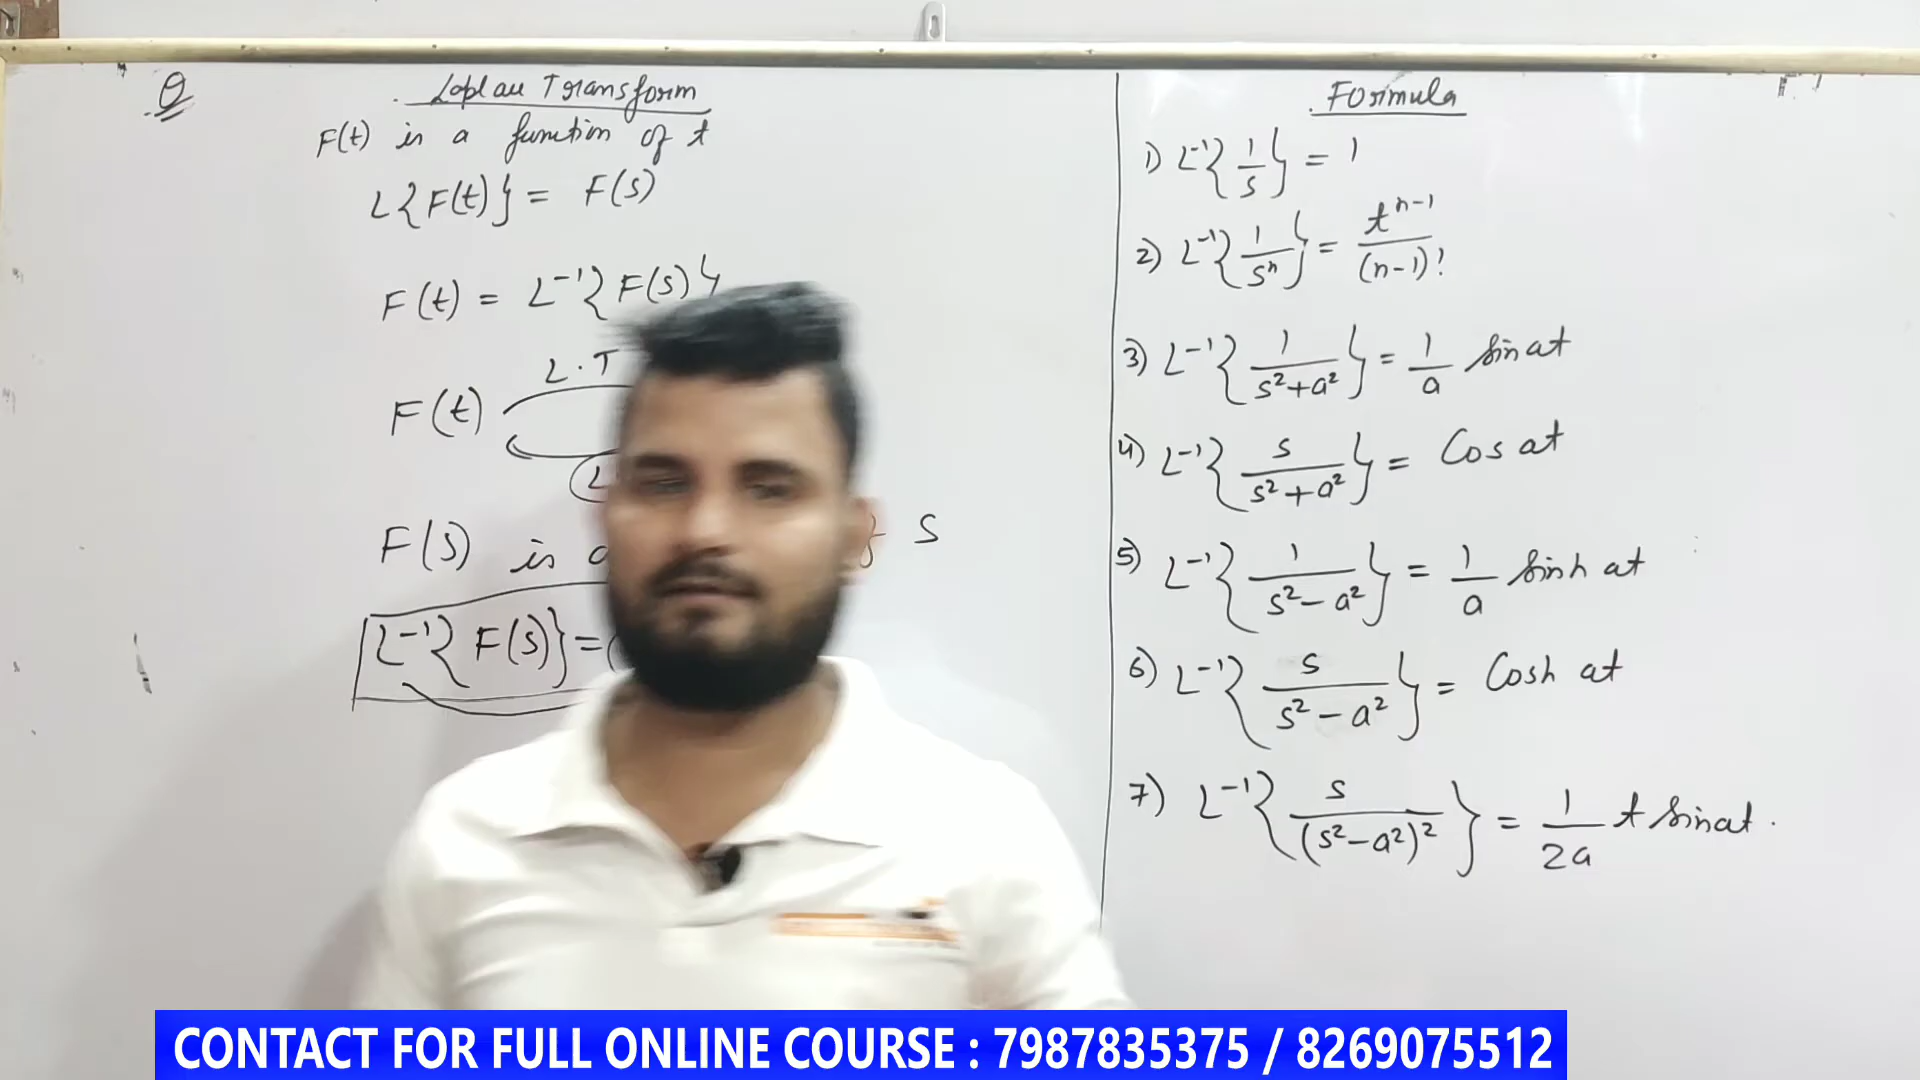 Q
Laplace Transform
F(t) is a function of t
L{F(t)} = F(s)
F(t) = L⁻¹{F(s)}
L.T
F(t)
L
F(s) is a
f s
L⁻¹{F(s)} =
Formula
1) L⁻¹{1/s} = 1
2) L⁻¹{1/sⁿ} = tⁿ⁻¹/(n-1)!
3) L⁻¹{1/(s²+a²)} = 1/a sin at
4) L⁻¹{s/(s²+a²)} = Cos at
5) L⁻¹{1/(s²-a²)} = 1/a sinh at
6) L⁻¹{s/(s²-a²)} = Cosh at
7) L⁻¹{s/(s²-a²)²} = 1/2a t sin at.
CONTACT FOR FULL ONLINE COURSE : 7987835375 / 8269075512